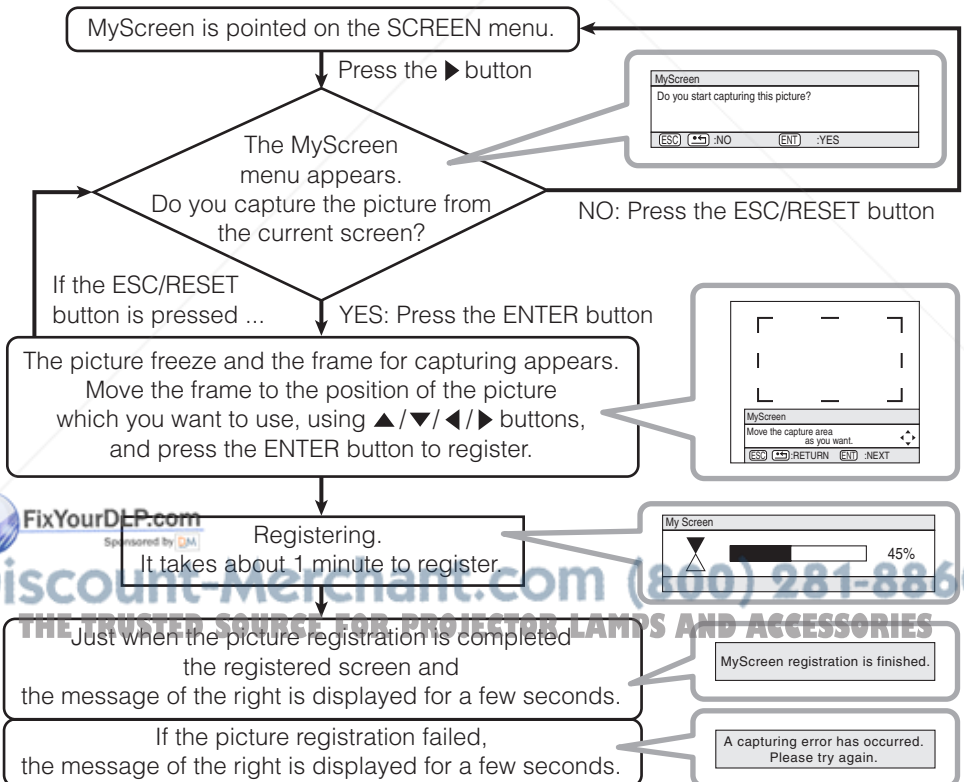 MyScreen is pointed on the SCREEN menu.
Press the ▶ button
MyScreen
Do you start capturing this picture?
ESC :NO ENT :YES
The MyScreen
menu appears.
Do you capture the picture from
the current screen?
NO: Press the ESC/RESET button
If the ESC/RESET
button is pressed ...
YES: Press the ENTER button
The picture freeze and the frame for capturing appears.
Move the frame to the position of the picture
which you want to use, using ▲/▼/◀/▶ buttons,
and press the ENTER button to register.
MyScreen
Move the capture area
as you want.
ESC :RETURN ENT :NEXT
FixYourDLP.com
Sponsored by DM
Registering.
It takes about 1 minute to register.
My Screen
45%
iscount-Merchant.com (800) 281-886
THE TRUSTED SOURCE FOR PROJECTOR LAMPS AND ACCESSORIES
Just when the picture registration is completed
the registered screen and
the message of the right is displayed for a few seconds.
MyScreen registration is finished.
If the picture registration failed,
the message of the right is displayed for a few seconds.
A capturing error has occurred.
Please try again.